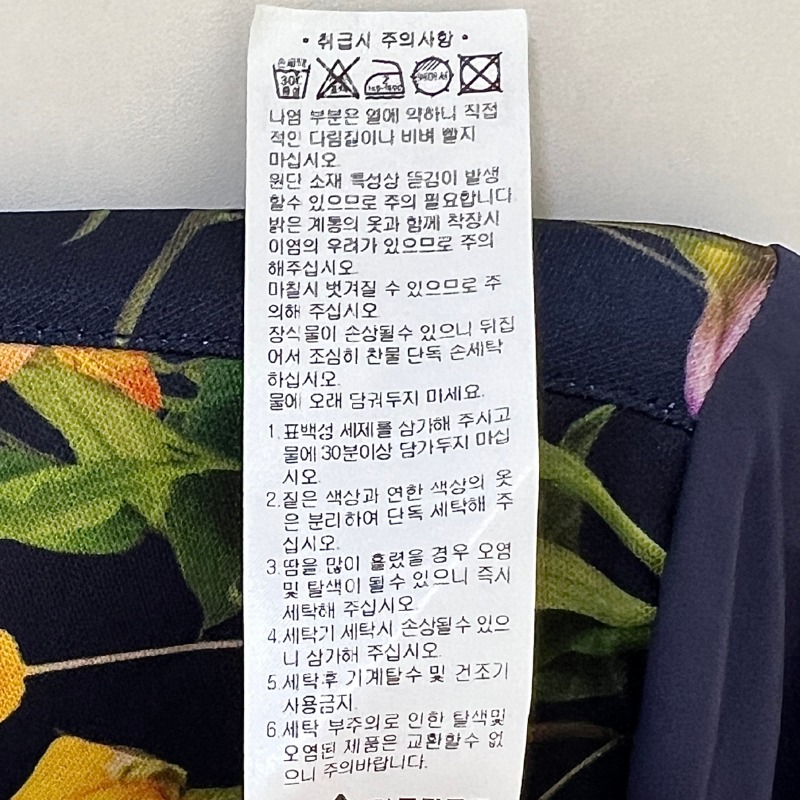 • 취급시 주의사항 •
손세탁
30℃
중성
나염 부분은 열에 약하니 직접
적인 다림질이나 비벼 빨지
마십시오.
원단 소재 특성상 뜯김이 발생
할수 있으므로 주의 필요합니다
밝은 계통의 옷과 함께 착장시
이염의 우려가 있으므로 주의
해주십시오.
마찰시 벗겨질 수 있으므로 주
의해 주십시오
장식물이 손상될수 있으니 뒤집
어서 조심히 찬물 단독 손세탁
하십시오.
물에 오래 담궈두지 미세요.
1.표백성 세제를 삼가해 주시고
물에 30분이상 담가두지 마십
시오.
2.짙은 색상과 연한 색상의 옷
은 분리하여 단독 세탁해 주
십시오.
3.땀을 많이 흘렸을 경우 오염
및 탈색이 될수 있으니 즉시
세탁해 주십시오.
4.세탁기 세탁시 손상될수 있으
니 삼가해 주십시오.
5.세탁후 기계탈수 및 건조기
사용금지.
6.세탁 부주의로 인한 탈색및
오염된 제품은 교환할수 없
으니 주의바랍니다.